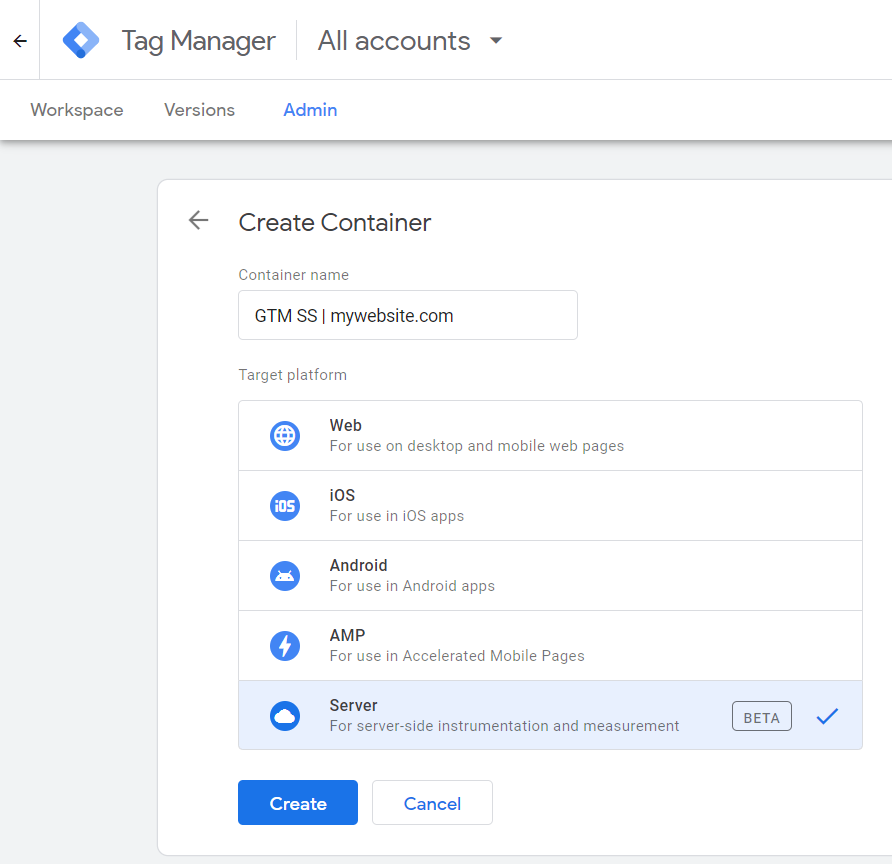 Tag Manager
All accounts
Workspace
Versions
Admin
Create Container
Container name
GTM SS | mywebsite.com
Target platform
Web
For use on desktop and mobile web pages
iOS
iOS
For use in iOS apps
Android
For use in Android apps
AMP
For use in Accelerated Mobile Pages
Server
For server-side instrumentation and measurement
BETA
Create
Cancel